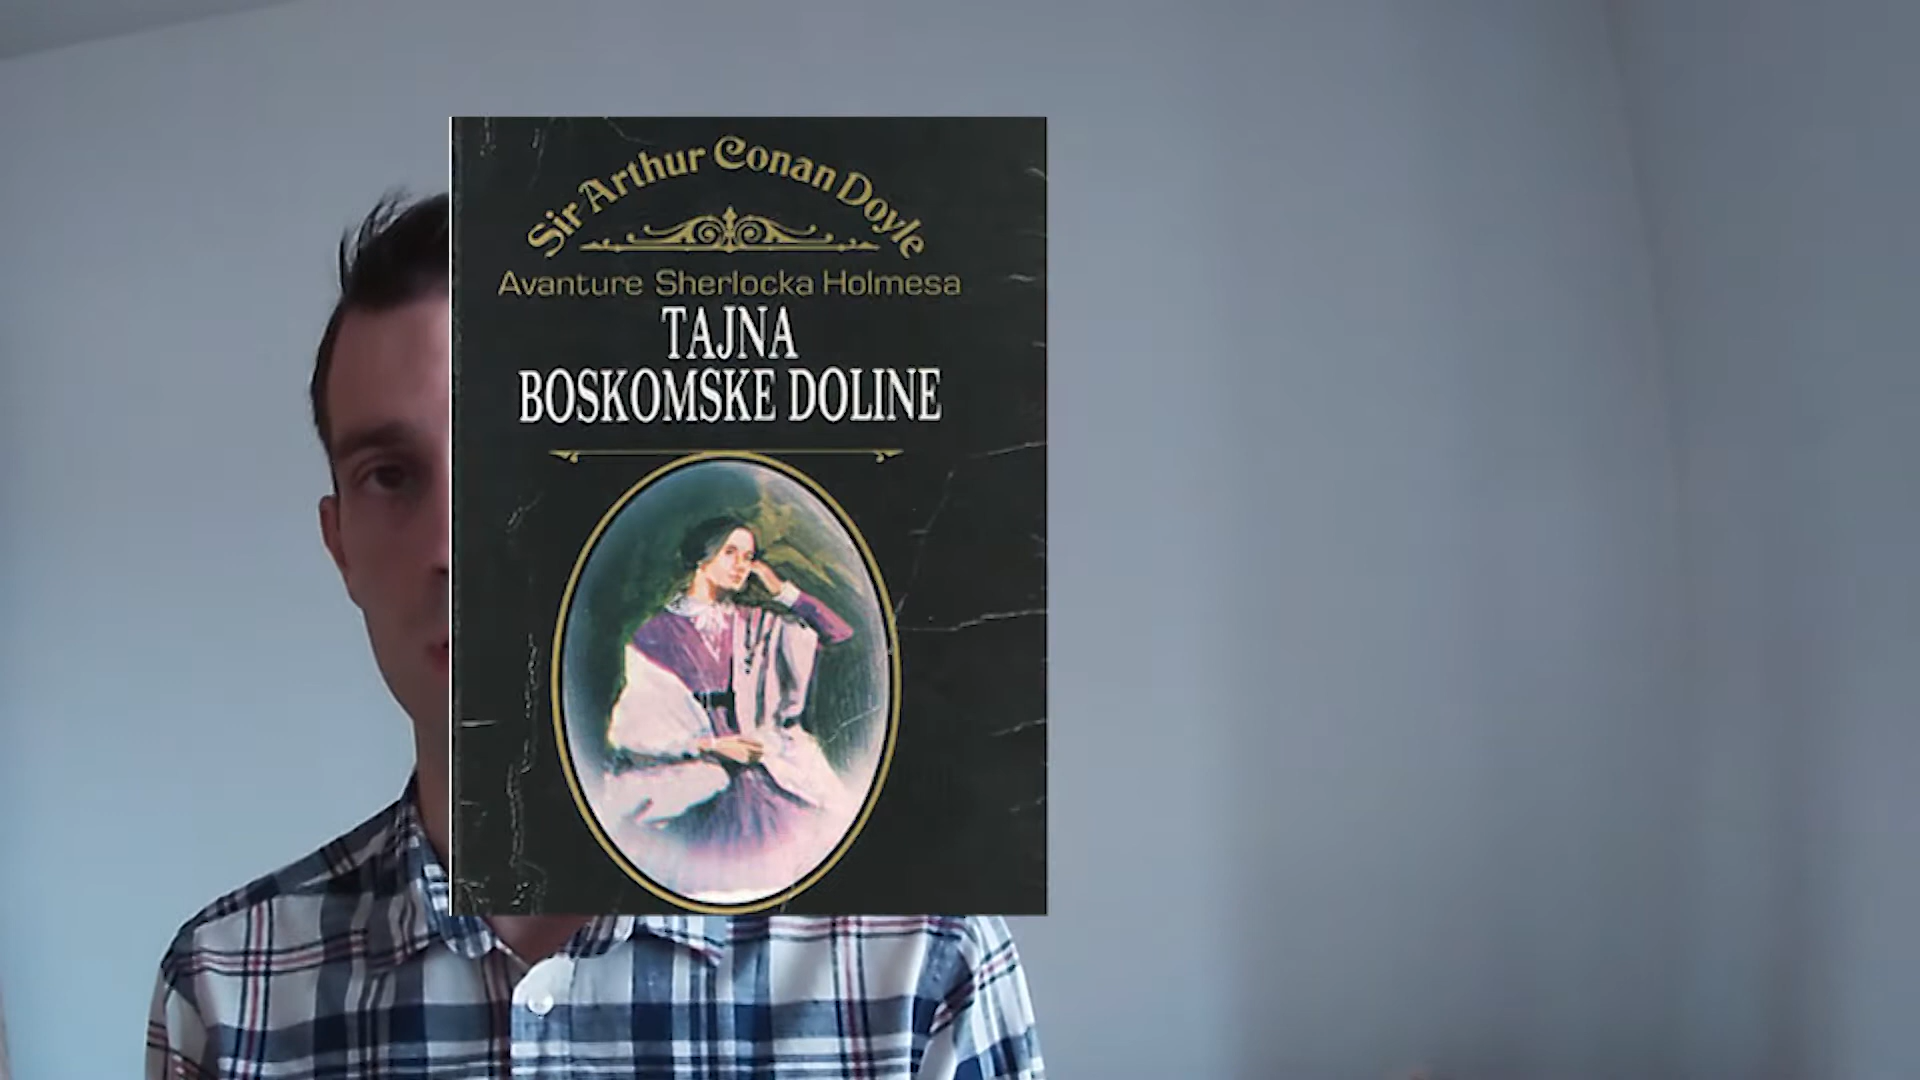 Sir Arthur Conan Doyle
Avanture Sherlocka Holmesa
TAJNA
BOSKOMSKE DOLINE